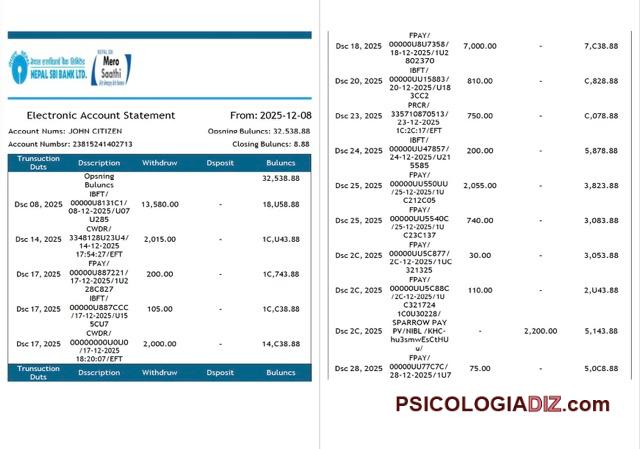 नेपाल एसबिआई बैंक लिमिटेड
NEPAL SBI BANK LTD.
NEPAL SBI
Mero
Saathi
Electronic Account Statement
From: 2025-12-08
Account Nums: JOHN CITIZEN
Opsning Buluncs: 32,538.88
Account Numbsr: 23815241402713
Closing Buluncs: 8.88
Trunsuction Duts Dsscription Withdruw Dsposit Buluncs
Opsning Buluncs 32,538.88
IBFT/
00000U8131C1/
Dsc 08, 2025 08-12-2025/U07 13,580.00 - 18,U58.88
U285
CWDR/
3348128U23U4/
Dsc 14, 2025 14-12-2025 2,015.00 - 1C,U43.88
17:54:27/EFT
FPAY/
00000U887221/
Dsc 17, 2025 17-12-2025/1U2 200.00 - 1C,743.88
28C827
IBFT/
00000U887CCC
Dsc 17, 2025 /17-12-2025/U15 105.00 - 1C,C38.88
5CU7
CWDR/
00000000U0U0
Dsc 17, 2025 /17-12-2025 2,000.00 - 14,C38.88
18:20:07/EFT
Trunsuction Duts Dsscription Withdruw Dsposit Buluncs
FPAY/
00000U8U7358/
Dsc 18, 2025 18-12-2025/1U2 7,000.00 - 7,C38.88
802370
IBFT/
00000UU15883/
Dsc 20, 2025 20-12-2025/U18 810.00 - C,828.88
3CC2
PRCR/
335710870513/
Dsc 23, 2025 23-12-2025 750.00 - C,078.88
1C:2C:17/EFT
IBFT/
00000UU47857/
Dsc 24, 2025 24-12-2025/U21 200.00 - 5,878.88
5585
FPAY/
00000UU550UU
Dsc 25, 2025 /25-12-2025/1U 2,055.00 - 3,823.88
C212C05
FPAY/
00000UU5540C
Dsc 25, 2025 /25-12-2025/1U 740.00 - 3,083.88
C23C137
FPAY/
00000UU5C877/
Dsc 2C, 2025 2C-12-2025/1UC 30.00 - 3,053.88
321325
FPAY/
00000UU5C88C
Dsc 2C, 2025 /2C-12-2025/1U 110.00 - 2,U43.88
C321724
1C0U30228/
SPARROW PAY
Dsc 2C, 2025 PV/NIBL /KHC- - 2,200.00 5,143.88
hu3smwEsCtHU
u/
FPAY/
00000UU77C7C/
Dsc 28, 2025 28-12-2025/1U7 75.00 - 5,0C8.88
PSICOLOGIADIZ.com